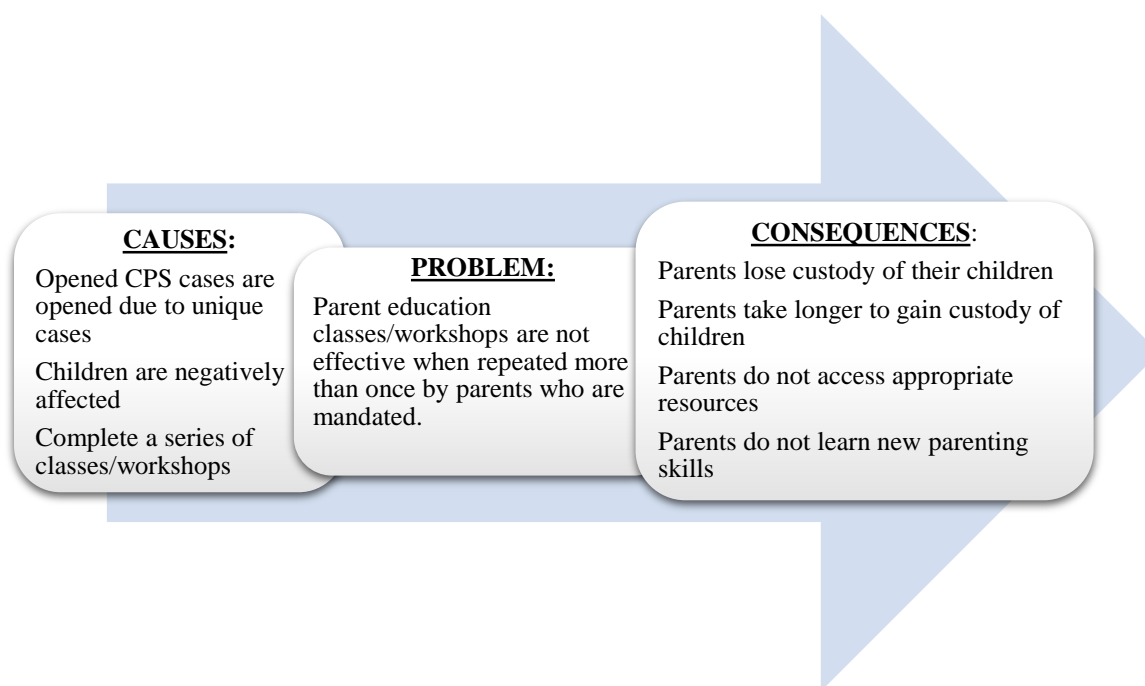 CAUSES:
Opened CPS cases are
opened due to unique
cases
Children are negatively
affected
Complete a series of
classes/workshops
PROBLEM:
Parent education
classes/workshops are not
effective when repeated more
than once by parents who are
mandated.
CONSEQUENCES:
Parents lose custody of their children
Parents take longer to gain custody of
children
Parents do not access appropriate
resources
Parents do not learn new parenting
skills